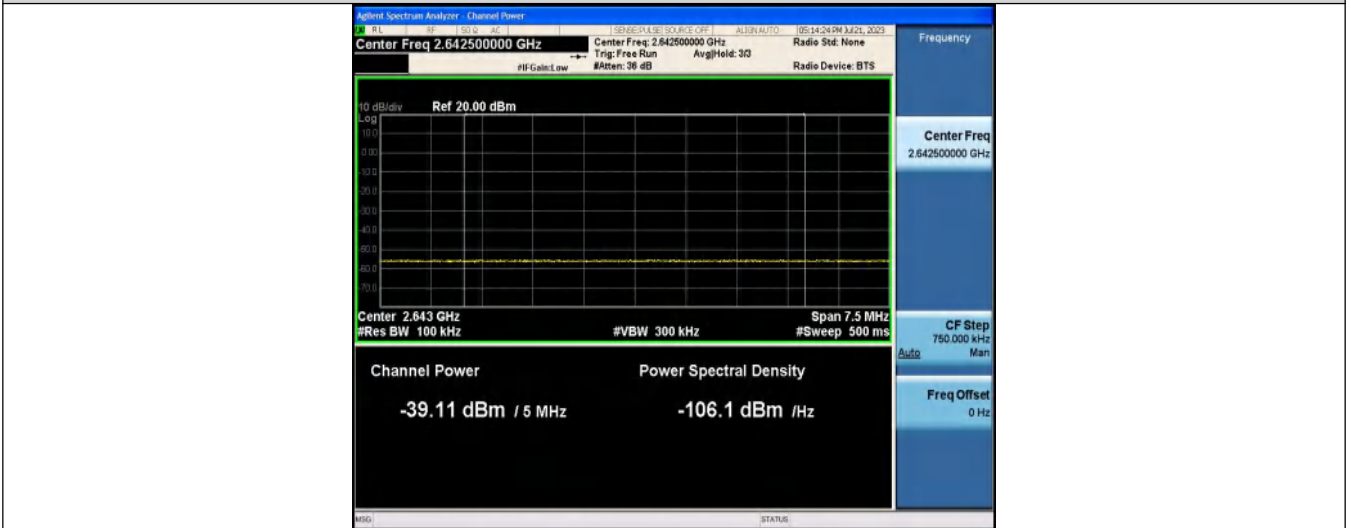 Agilent Spectrum Analyzer - Channel Power
RL RF 50 Ω AC SENSE:PULSE SOURCE OFF ALIGN AUTO 05:14:24 PM Jul 21, 2023
Center Freq 2.642500000 GHz
Center Freq: 2.642500000 GHz
Radio Std: None
Trig: Free Run Avg|Hold: 3/3
#IFGain:Low #Atten: 36 dB Radio Device: BTS
Frequency
10 dB/div Ref 20.00 dBm
Log
10.0
0.00
-10.0
-20.0
-30.0
-40.0
-50.0
-60.0
-70.0
Center 2.643 GHz Span 7.5 MHz
#Res BW 100 kHz #VBW 300 kHz #Sweep 500 ms
Channel Power Power Spectral Density
-39.11 dBm / 5 MHz -106.1 dBm /Hz
Center Freq
2.642500000 GHz
CF Step
750.000 kHz
Auto Man
Freq Offset
0 Hz
MSG STATUS